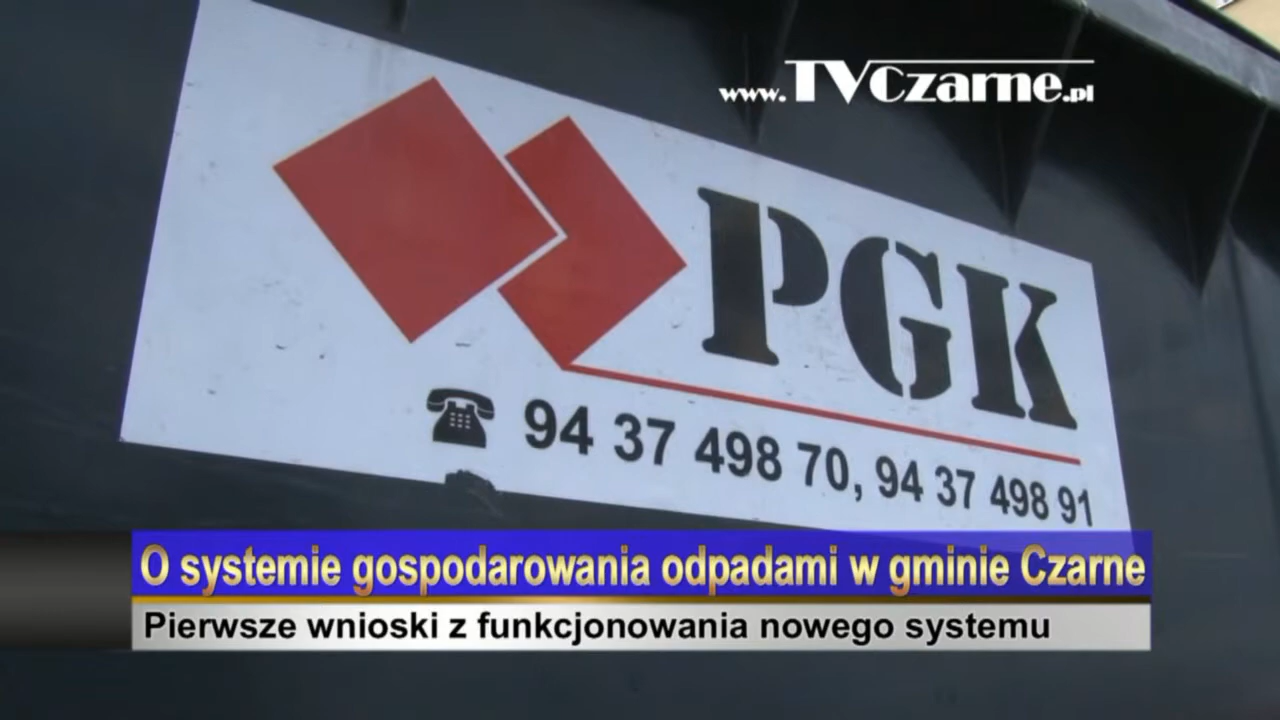 www.TVCzarne.pl
PGK
94 37 498 70, 94 37 498 91
O systemie gospodarowania odpadami w gminie Czarne
Pierwsze wnioski z funkcjonowania nowego systemu